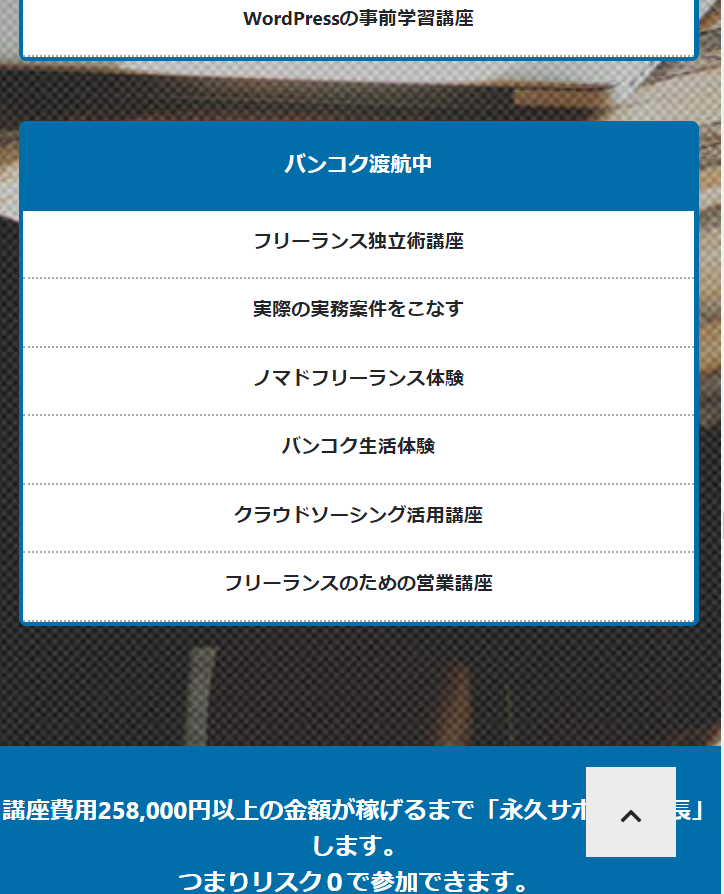 WordPressの事前学習講座
バンコク渡航中
フリーランス独立術講座
実際の実務案件をこなす
ノマドフリーランス体験
バンコク生活体験
クラウドソーシング活用講座
フリーランスのための営業講座
講座費用258,000円以上の金額が稼げるまで「永久サポ 長」
します。
つまりリスク０で参加できます。